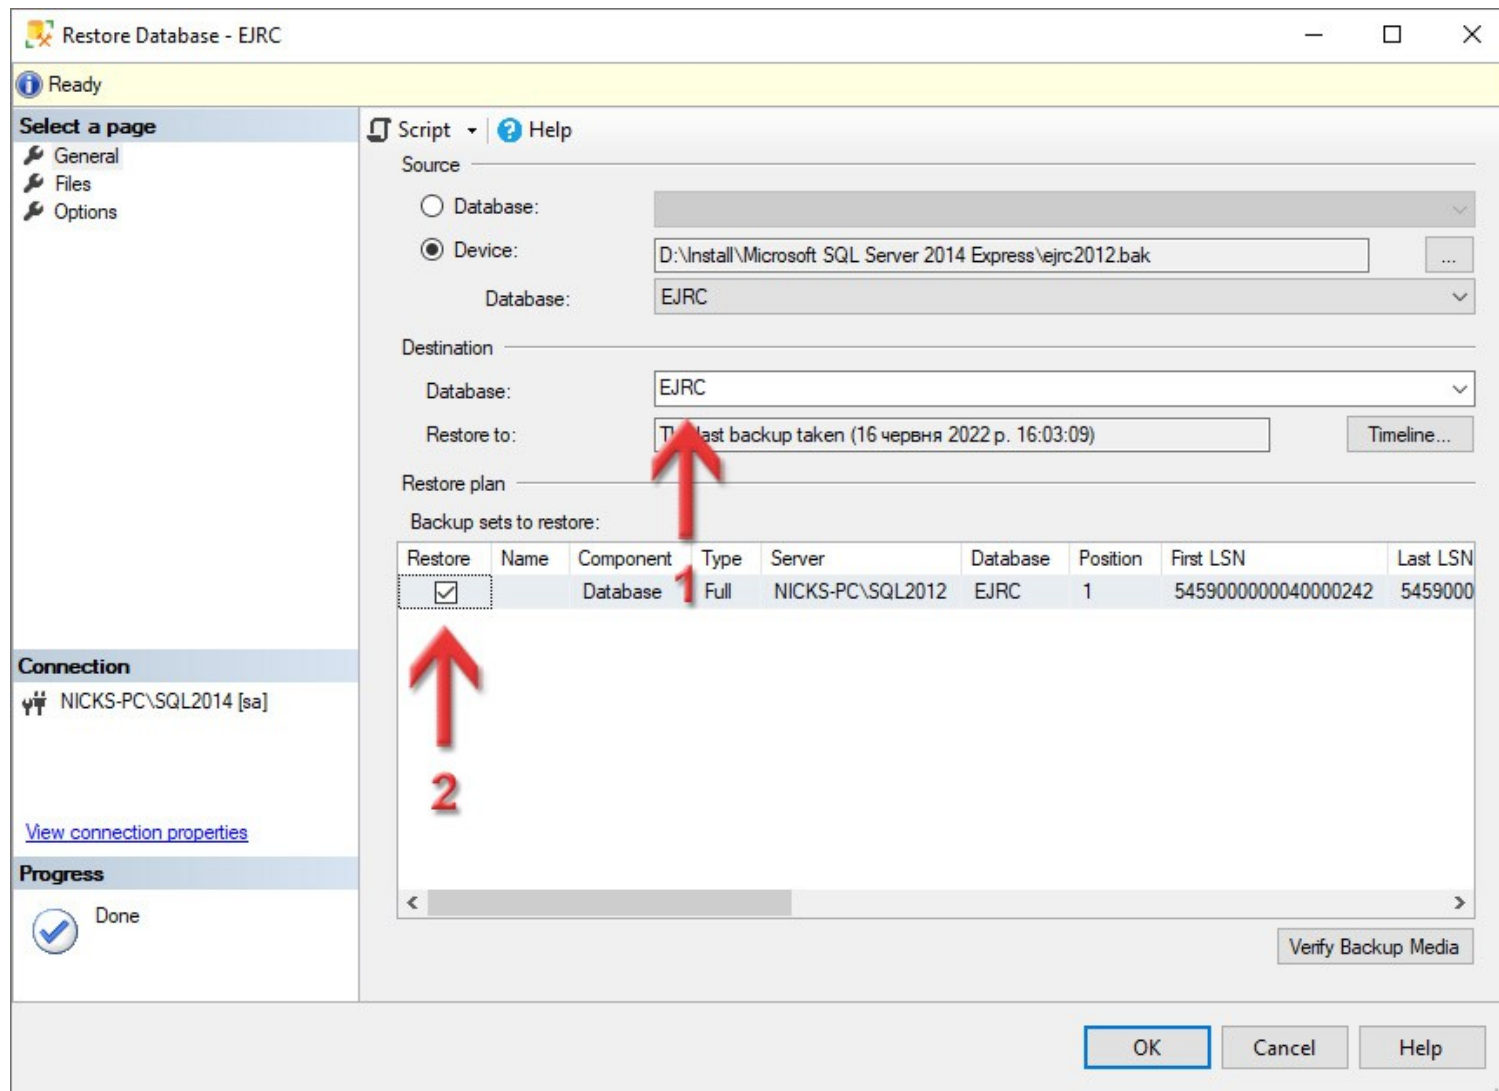 Restore Database - EJRC
Ready
Select a page
General
Files
Options
Script Help
Source
Database:
Device: D:\Install\Microsoft SQL Server 2014 Express\ejrc2012.bak ...
Database: EJRC
Destination
Database: EJRC
Restore to: last backup taken (16 червня 2022 р. 16:03:09) Timeline...
Restore plan
Backup sets to restore:
Restore Name Component Type Server Database Position First LSN Last LSN
Database Full NICKS-PC\SQL2012 EJRC 1 5459000000040000242 5459000
1
2
Connection
NICKS-PC\SQL2014 [sa]
View connection properties
Progress
Done
Verify Backup Media
OK Cancel Help